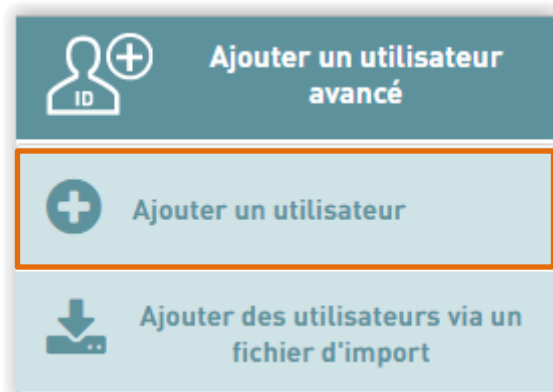 Ajouter un utilisateur
avancé
ID
Ajouter un utilisateur
Ajouter des utilisateurs via un
fichier d'import